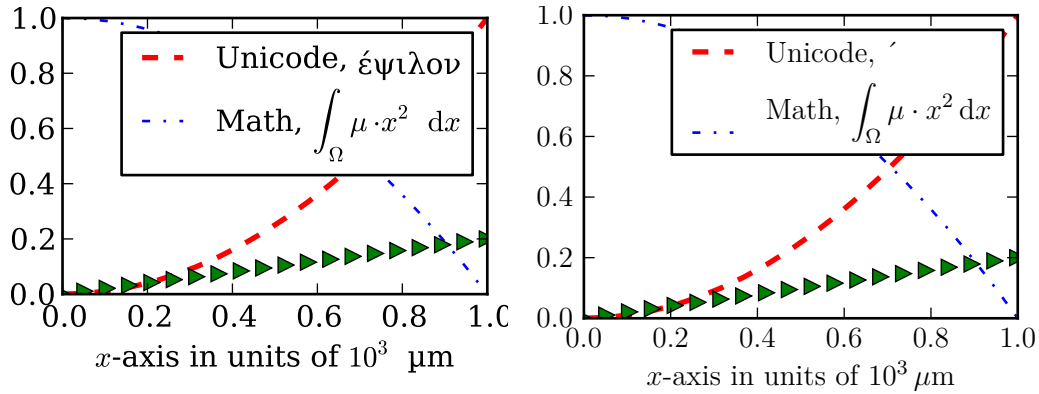 1.0
0.8
0.6
0.4
0.2
0.0
Unicode, έψιλον
Math, ∫_Ω μ·x² dx
0.0 0.2 0.4 0.6 0.8 1.0
x-axis in units of 10³ µm
1.0
0.8
0.6
0.4
0.2
0.0
Unicode, ´
Math, ∫_Ω μ·x² dx
0.0 0.2 0.4 0.6 0.8 1.0
x-axis in units of 10³ μm